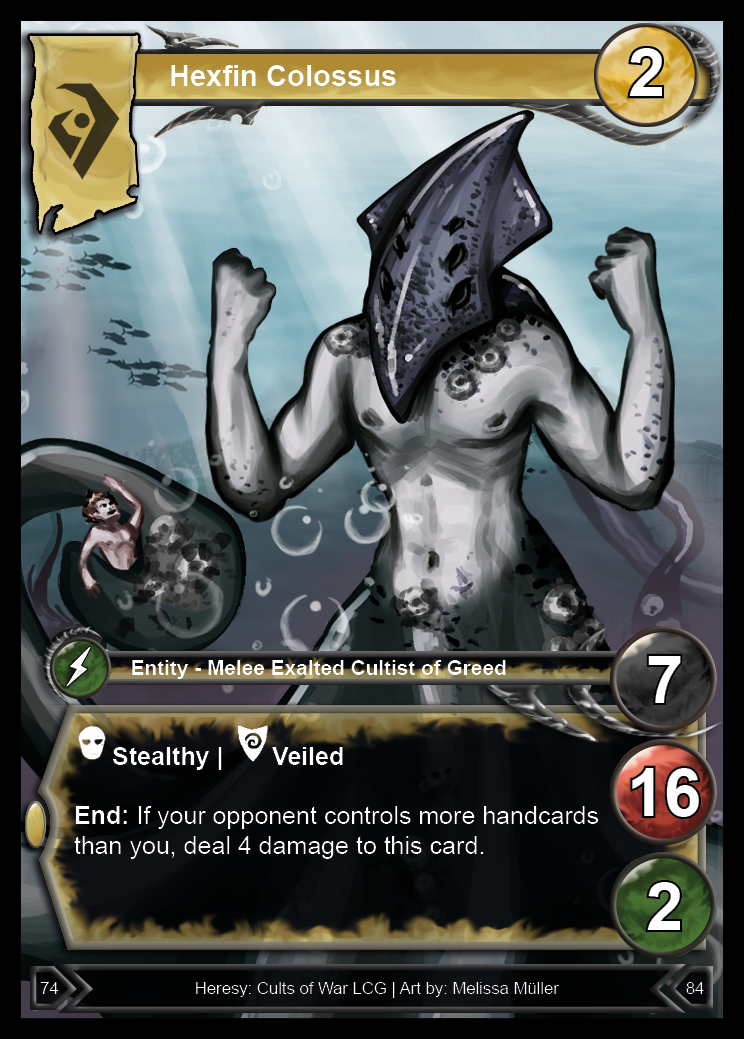 Hexfin Colossus
2
Entity - Melee Exalted Cultist of Greed
7
Stealthy | Veiled
16
End: If your opponent controls more handcards
than you, deal 4 damage to this card.
2
74
Heresy: Cults of War LCG | Art by: Melissa Müller
84